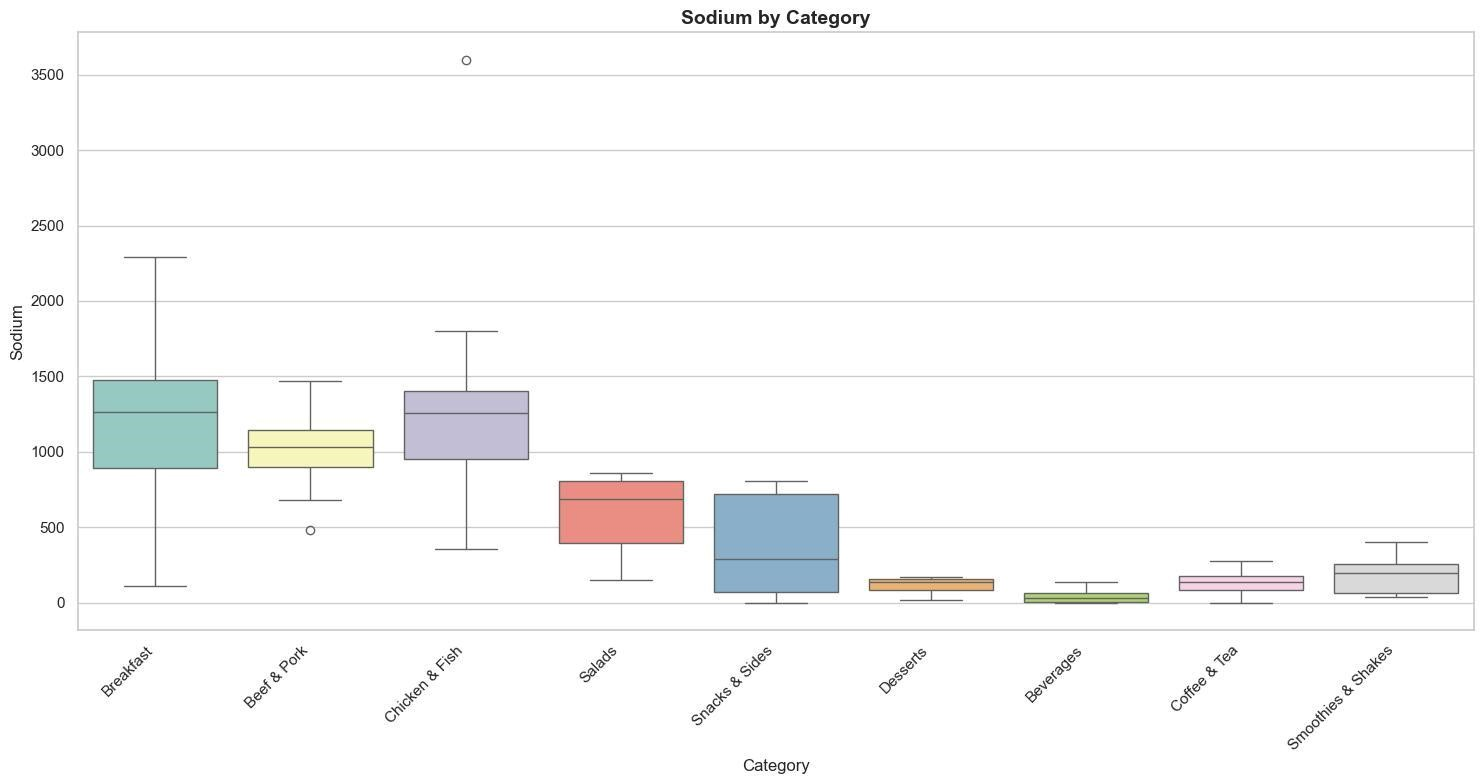 Sodium by Category
Sodium
3500
3000
2500
2000
1500
1000
500
0
Breakfast
Beef & Pork
Chicken & Fish
Salads
Snacks & Sides
Desserts
Beverages
Coffee & Tea
Smoothies & Shakes
Category